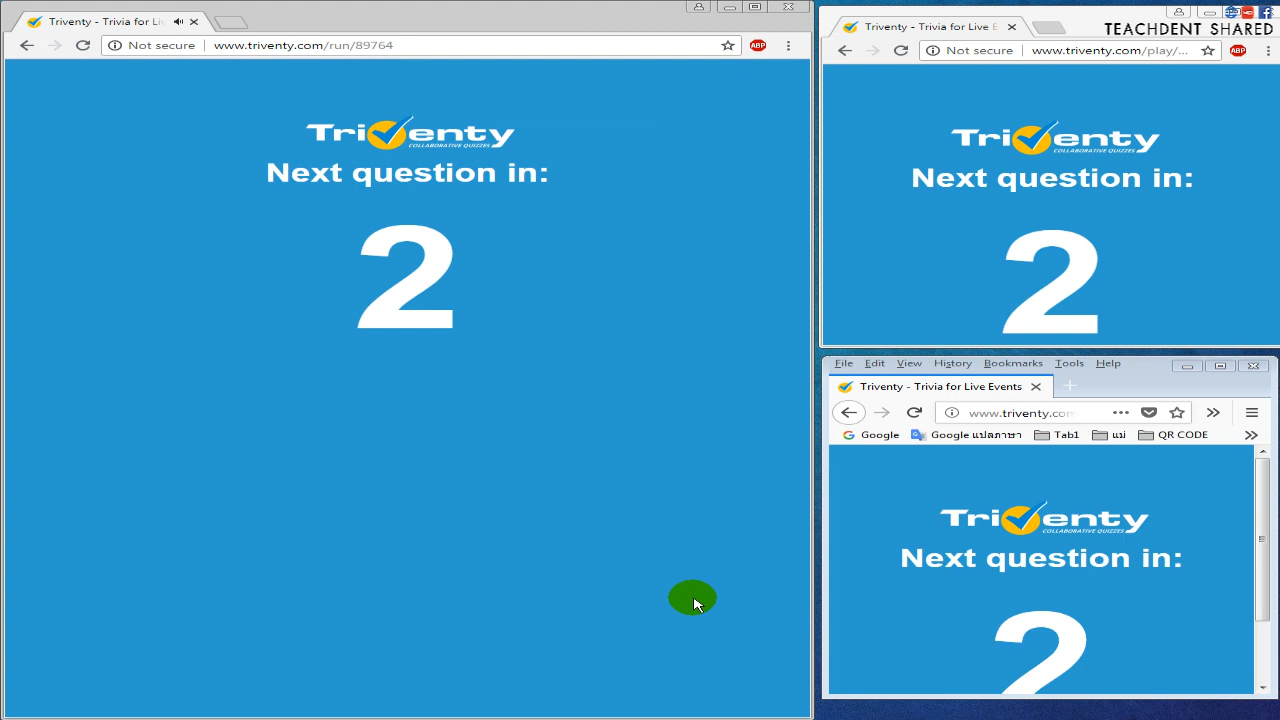 Triventy - Trivia for Li
Not secure
www.triventy.com/run/89764
ABP
Triventy
COLLABORATIVE QUIZZES
Next question in:
2
Triventy - Trivia for Live E
TEACHDENT SHARED
Not secure
www.triventy.com/play/...
ABP
Triventy
COLLABORATIVE QUIZZES
Next question in:
2
File Edit View History Bookmarks Tools Help
Triventy - Trivia for Live Events
www.triventy.com
Google Google แปลภาษา Tab1 แม่ QR CODE
Triventy
COLLABORATIVE QUIZZES
Next question in:
2